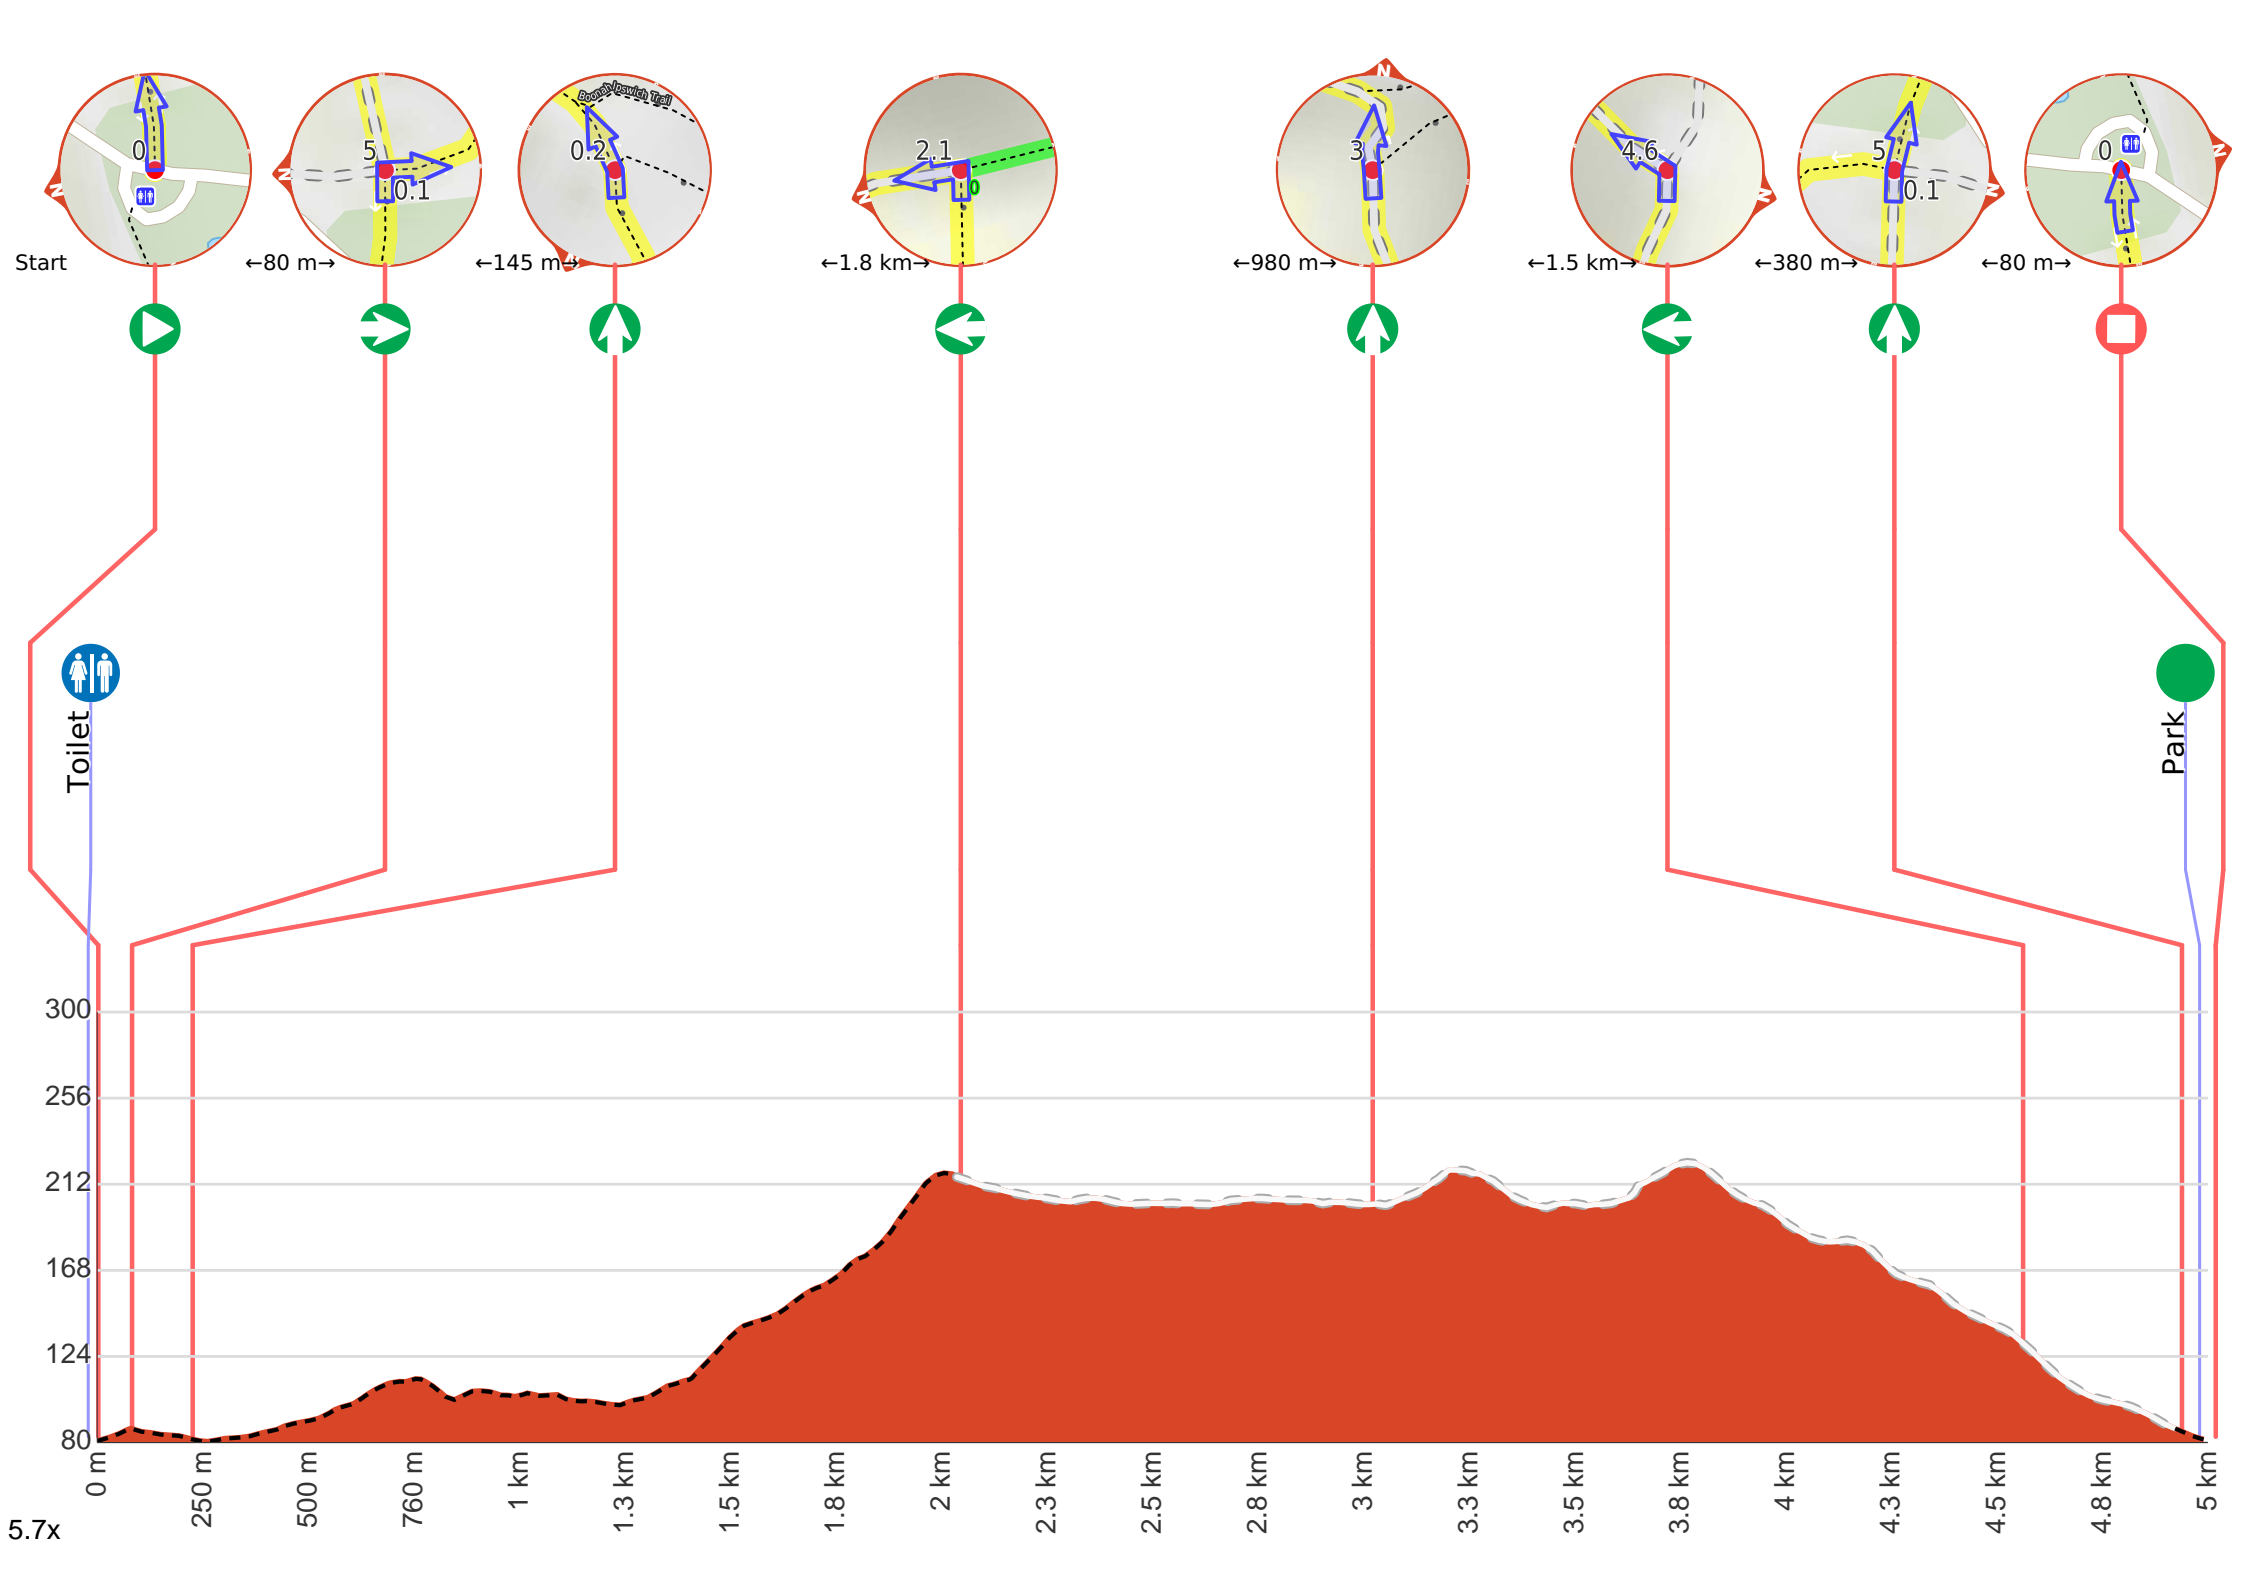 N
0
Start
N
5
0.1
←80 m→
Boonah Ipswich Trail
0.2
←145 m→
N
2.1
0
←1.8 km→
N
3
←980 m→
N
4.6
←1.5 km→
N
5
0.1
←380 m→
N
0
←80 m→
Toilet
Park
300
256
212
168
124
80
0 m
250 m
500 m
760 m
1 km
1.3 km
1.5 km
1.8 km
2 km
2.3 km
2.5 km
2.8 km
3 km
3.3 km
3.5 km
3.8 km
4 km
4.3 km
4.5 km
4.8 km
5 km
5.7x